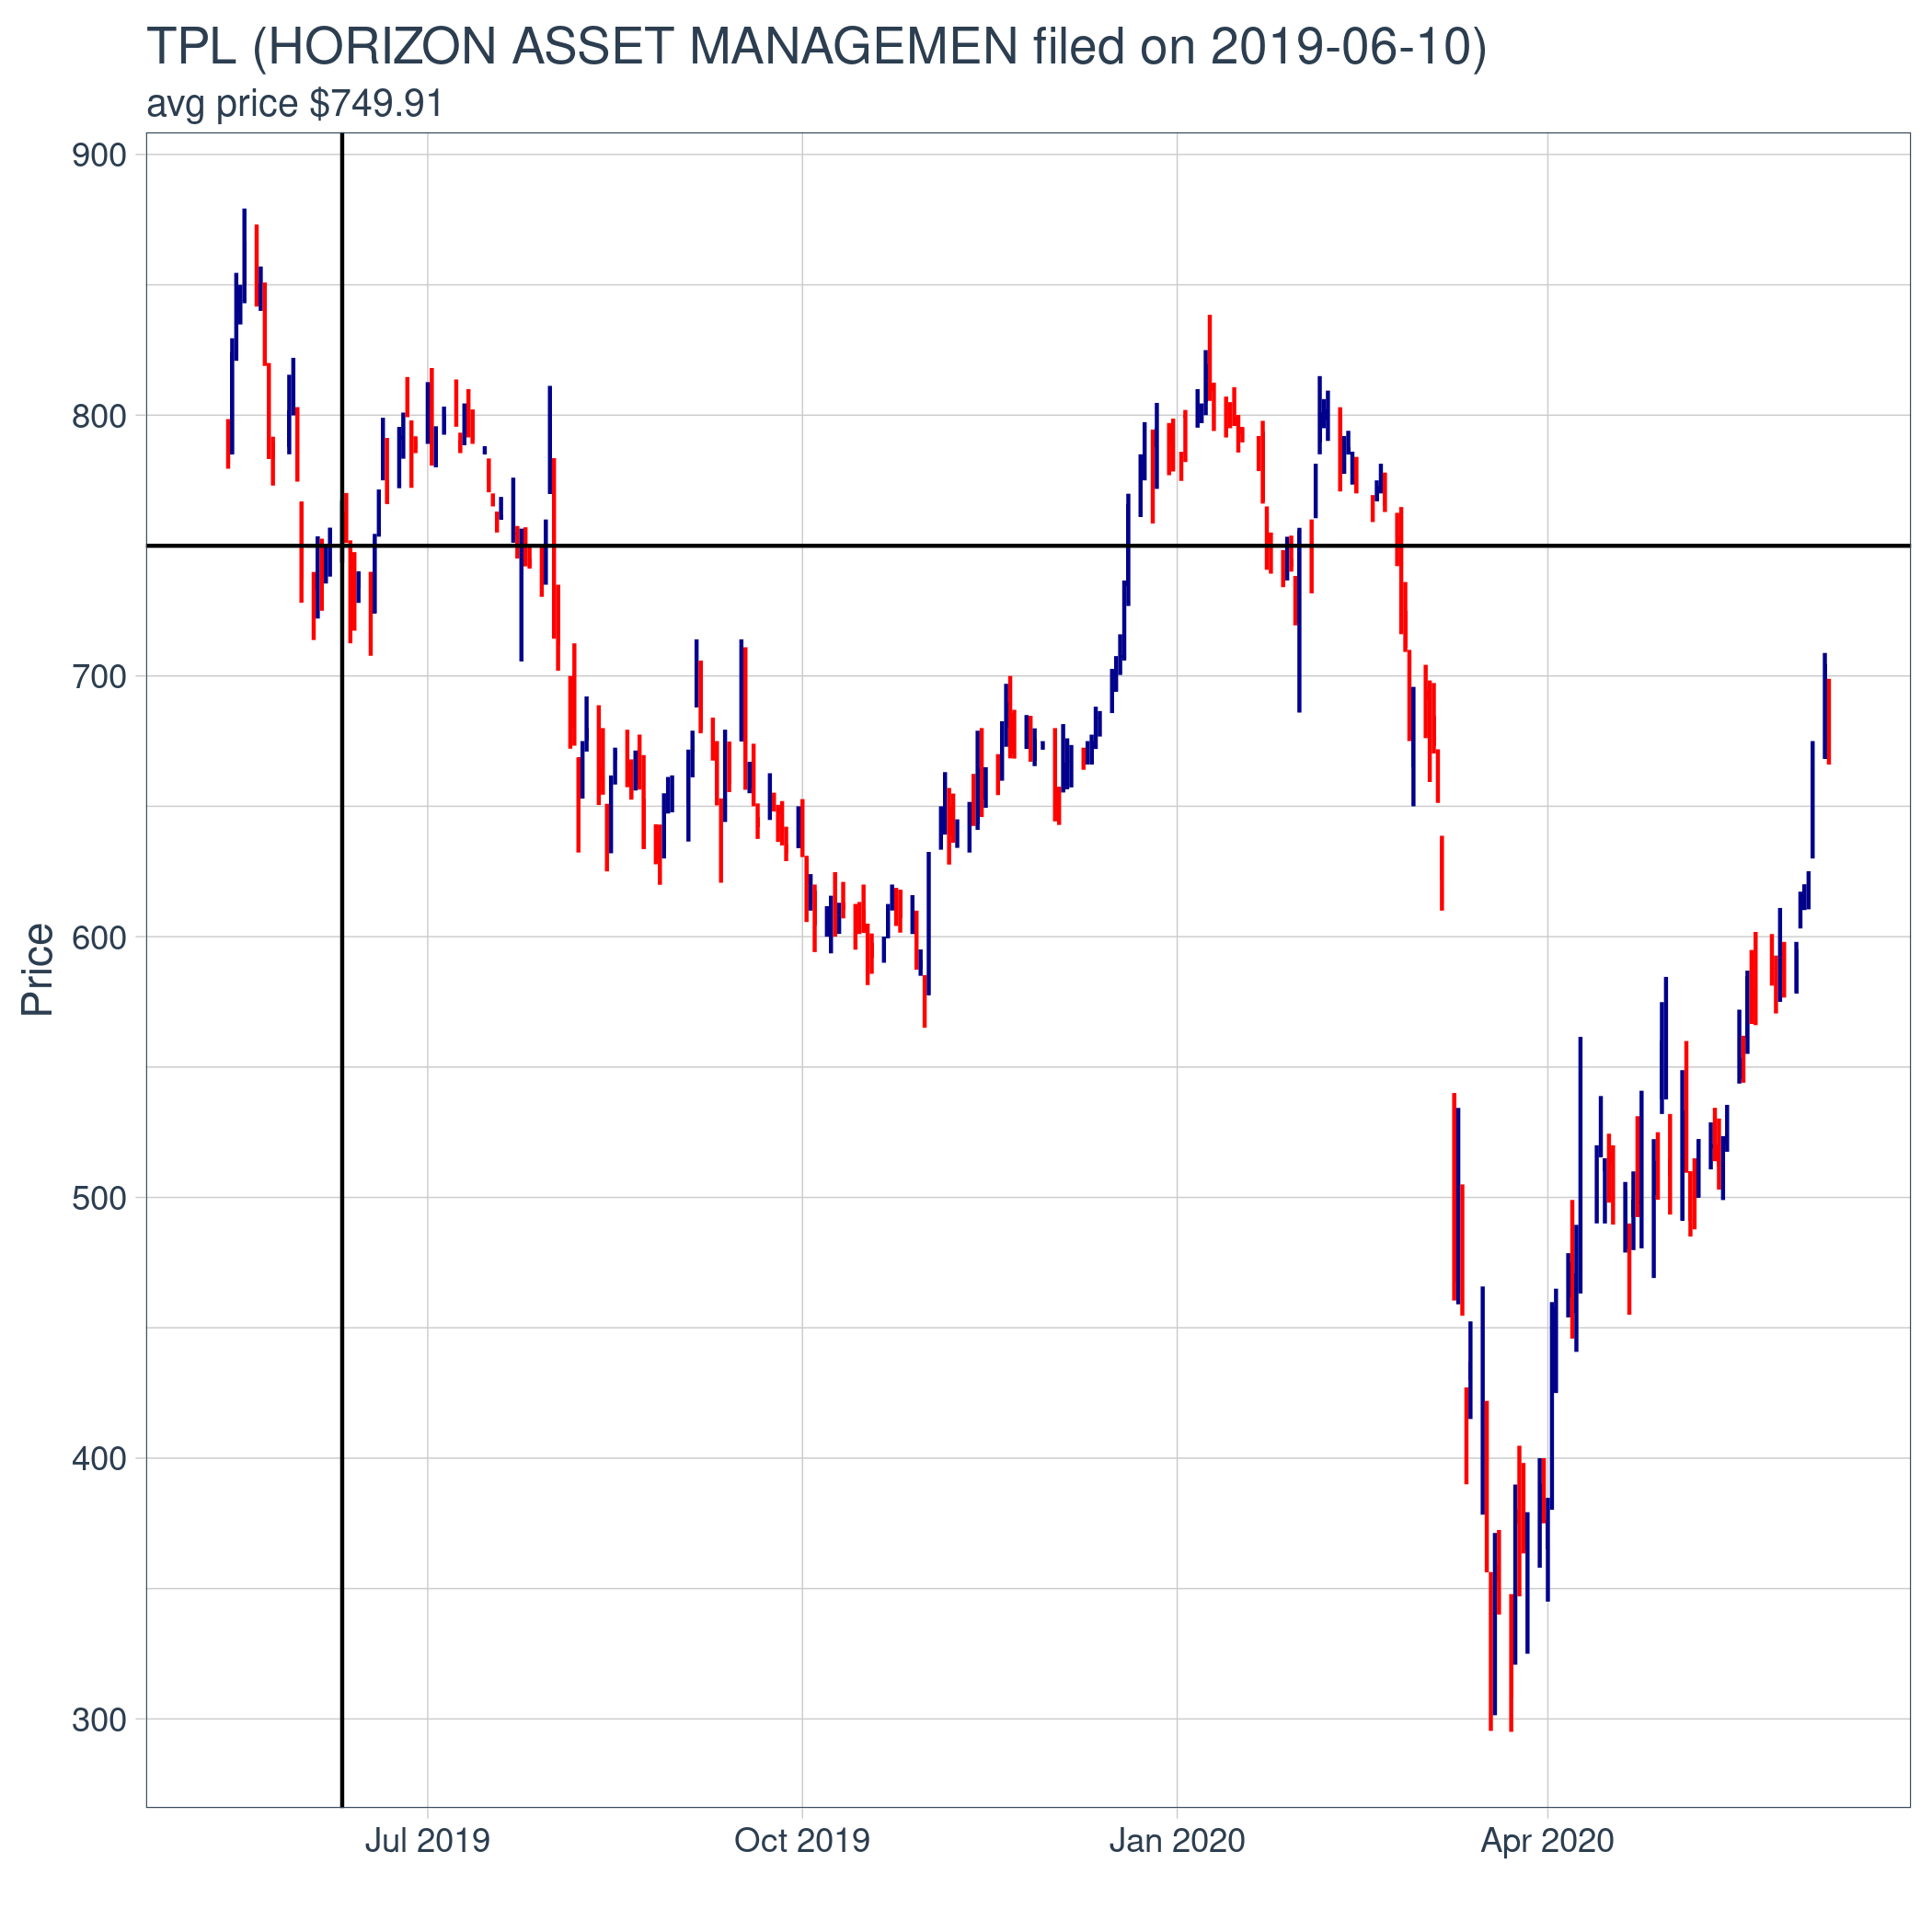 TPL (HORIZON ASSET MANAGEMEN filed on 2019-06-10)
avg price $749.91
900
800
700
600
500
400
300
Price
Jul 2019
Oct 2019
Jan 2020
Apr 2020